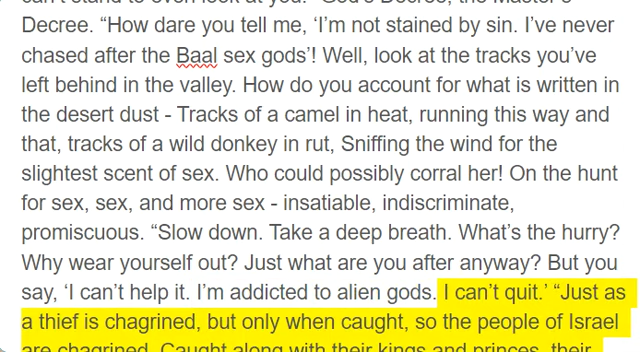 can't stand to even look at you." God's Decree, the Master's
Decree. “How dare you tell me, ‘I’m not stained by sin. I’ve never
chased after the Baal sex gods’! Well, look at the tracks you’ve
left behind in the valley. How do you account for what is written in
the desert dust - Tracks of a camel in heat, running this way and
that, tracks of a wild donkey in rut, Sniffing the wind for the
slightest scent of sex. Who could possibly corral her! On the hunt
for sex, sex, and more sex - insatiable, indiscriminate,
promiscuous. “Slow down. Take a deep breath. What’s the hurry?
Why wear yourself out? Just what are you after anyway? But you
say, ‘I can’t help it. I’m addicted to alien gods. I can’t quit.’ “Just as
a thief is chagrined, but only when caught, so the people of Israel
are chagrined. Caught along with their kings and princes, their